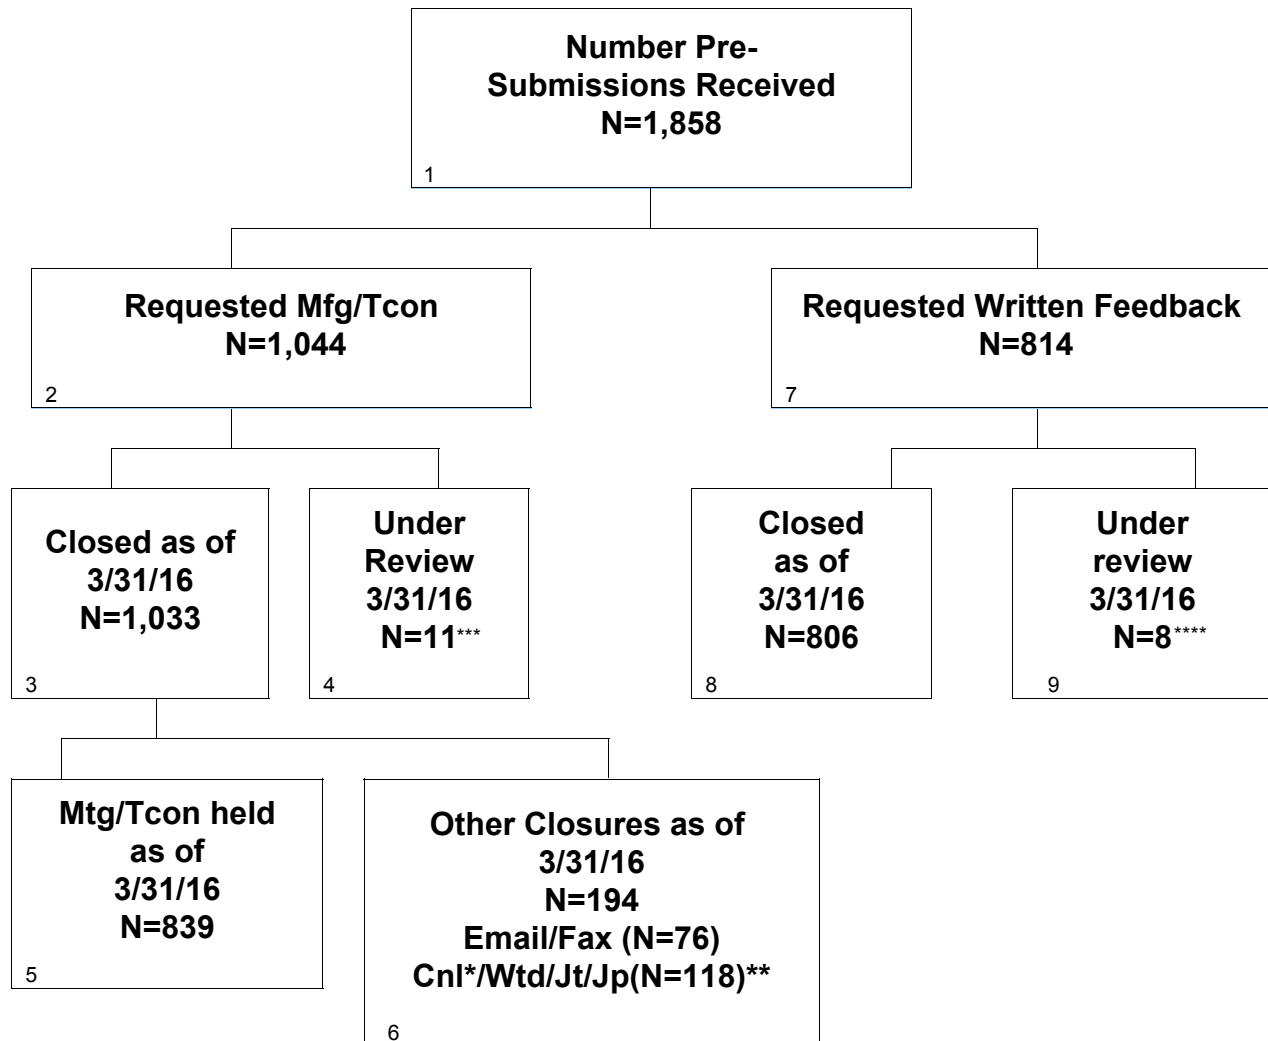 Number Pre-
Submissions Received
N=1,858
1
Requested Mfg/Tcon
N=1,044
2
Requested Written Feedback
N=814
7
Closed as of
3/31/16
N=1,033
3
Under
Review
3/31/16
N=11***
4
Closed
as of
3/31/16
N=806
8
Under
review
3/31/16
N=8****
9
Mtg/Tcon held
as of
3/31/16
N=839
5
Other Closures as of
3/31/16
N=194
Email/Fax (N=76)
Cnl*/Wtd/Jt/Jp(N=118)**
6